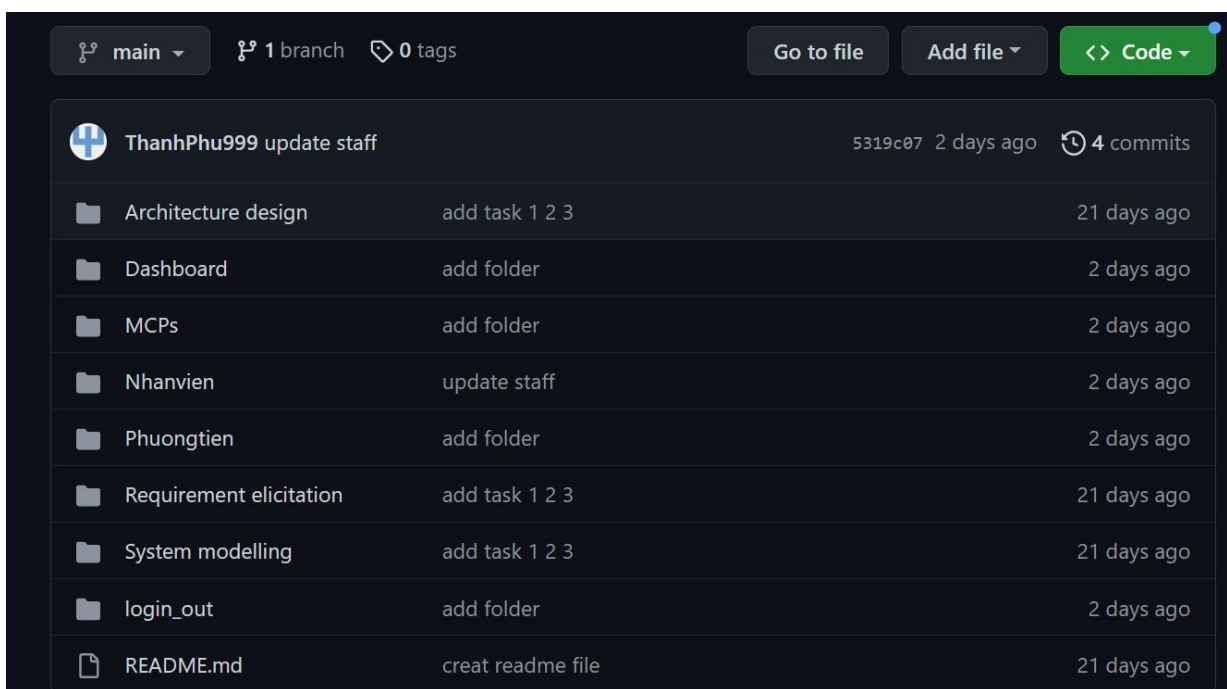 main 1 branch 0 tags Go to file Add file <> Code
ThanhPhu999 update staff 5319c07 2 days ago 4 commits
Architecture design add task 1 2 3 21 days ago
Dashboard add folder 2 days ago
MCPs add folder 2 days ago
Nhanvien update staff 2 days ago
Phuongtien add folder 2 days ago
Requirement elicitation add task 1 2 3 21 days ago
System modelling add task 1 2 3 21 days ago
login_out add folder 2 days ago
README.md creat readme file 21 days ago